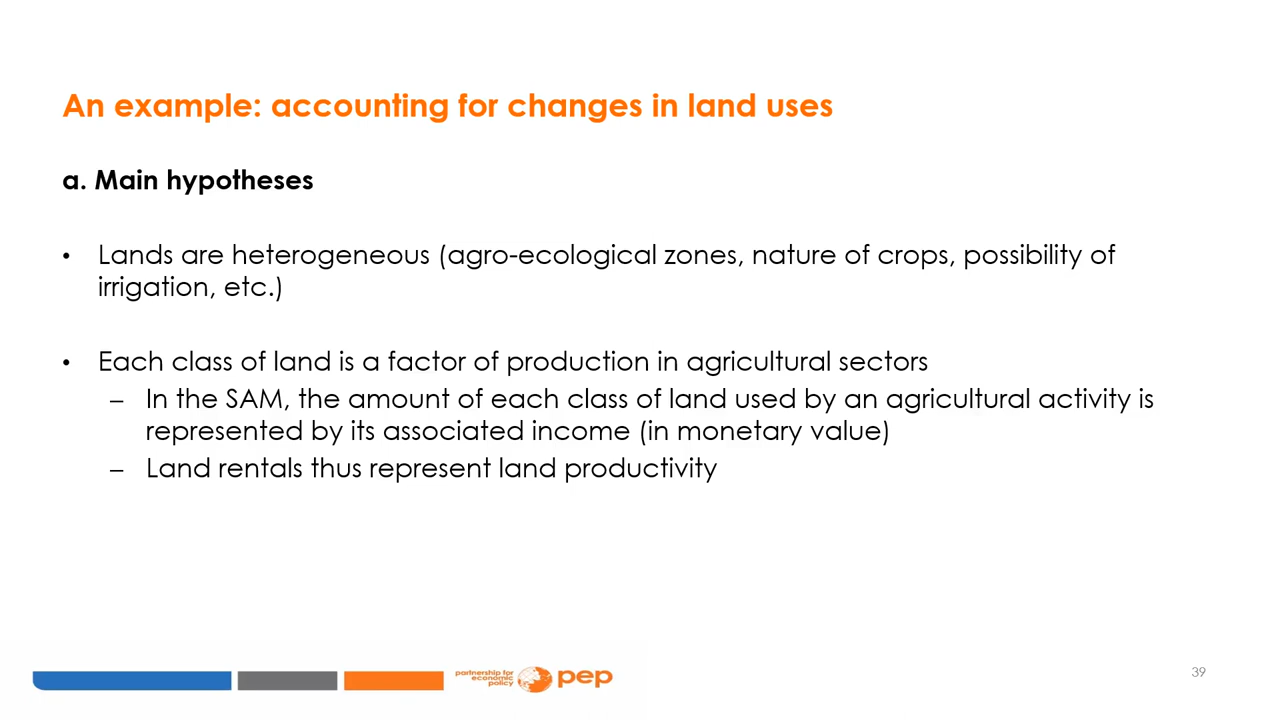 An example: accounting for changes in land uses
a. Main hypotheses
• Lands are heterogeneous (agro-ecological zones, nature of crops, possibility of
irrigation, etc.)
• Each class of land is a factor of production in agricultural sectors
– In the SAM, the amount of each class of land used by an agricultural activity is
represented by its associated income (in monetary value)
– Land rentals thus represent land productivity
partnership for
economic
policy
pep
39